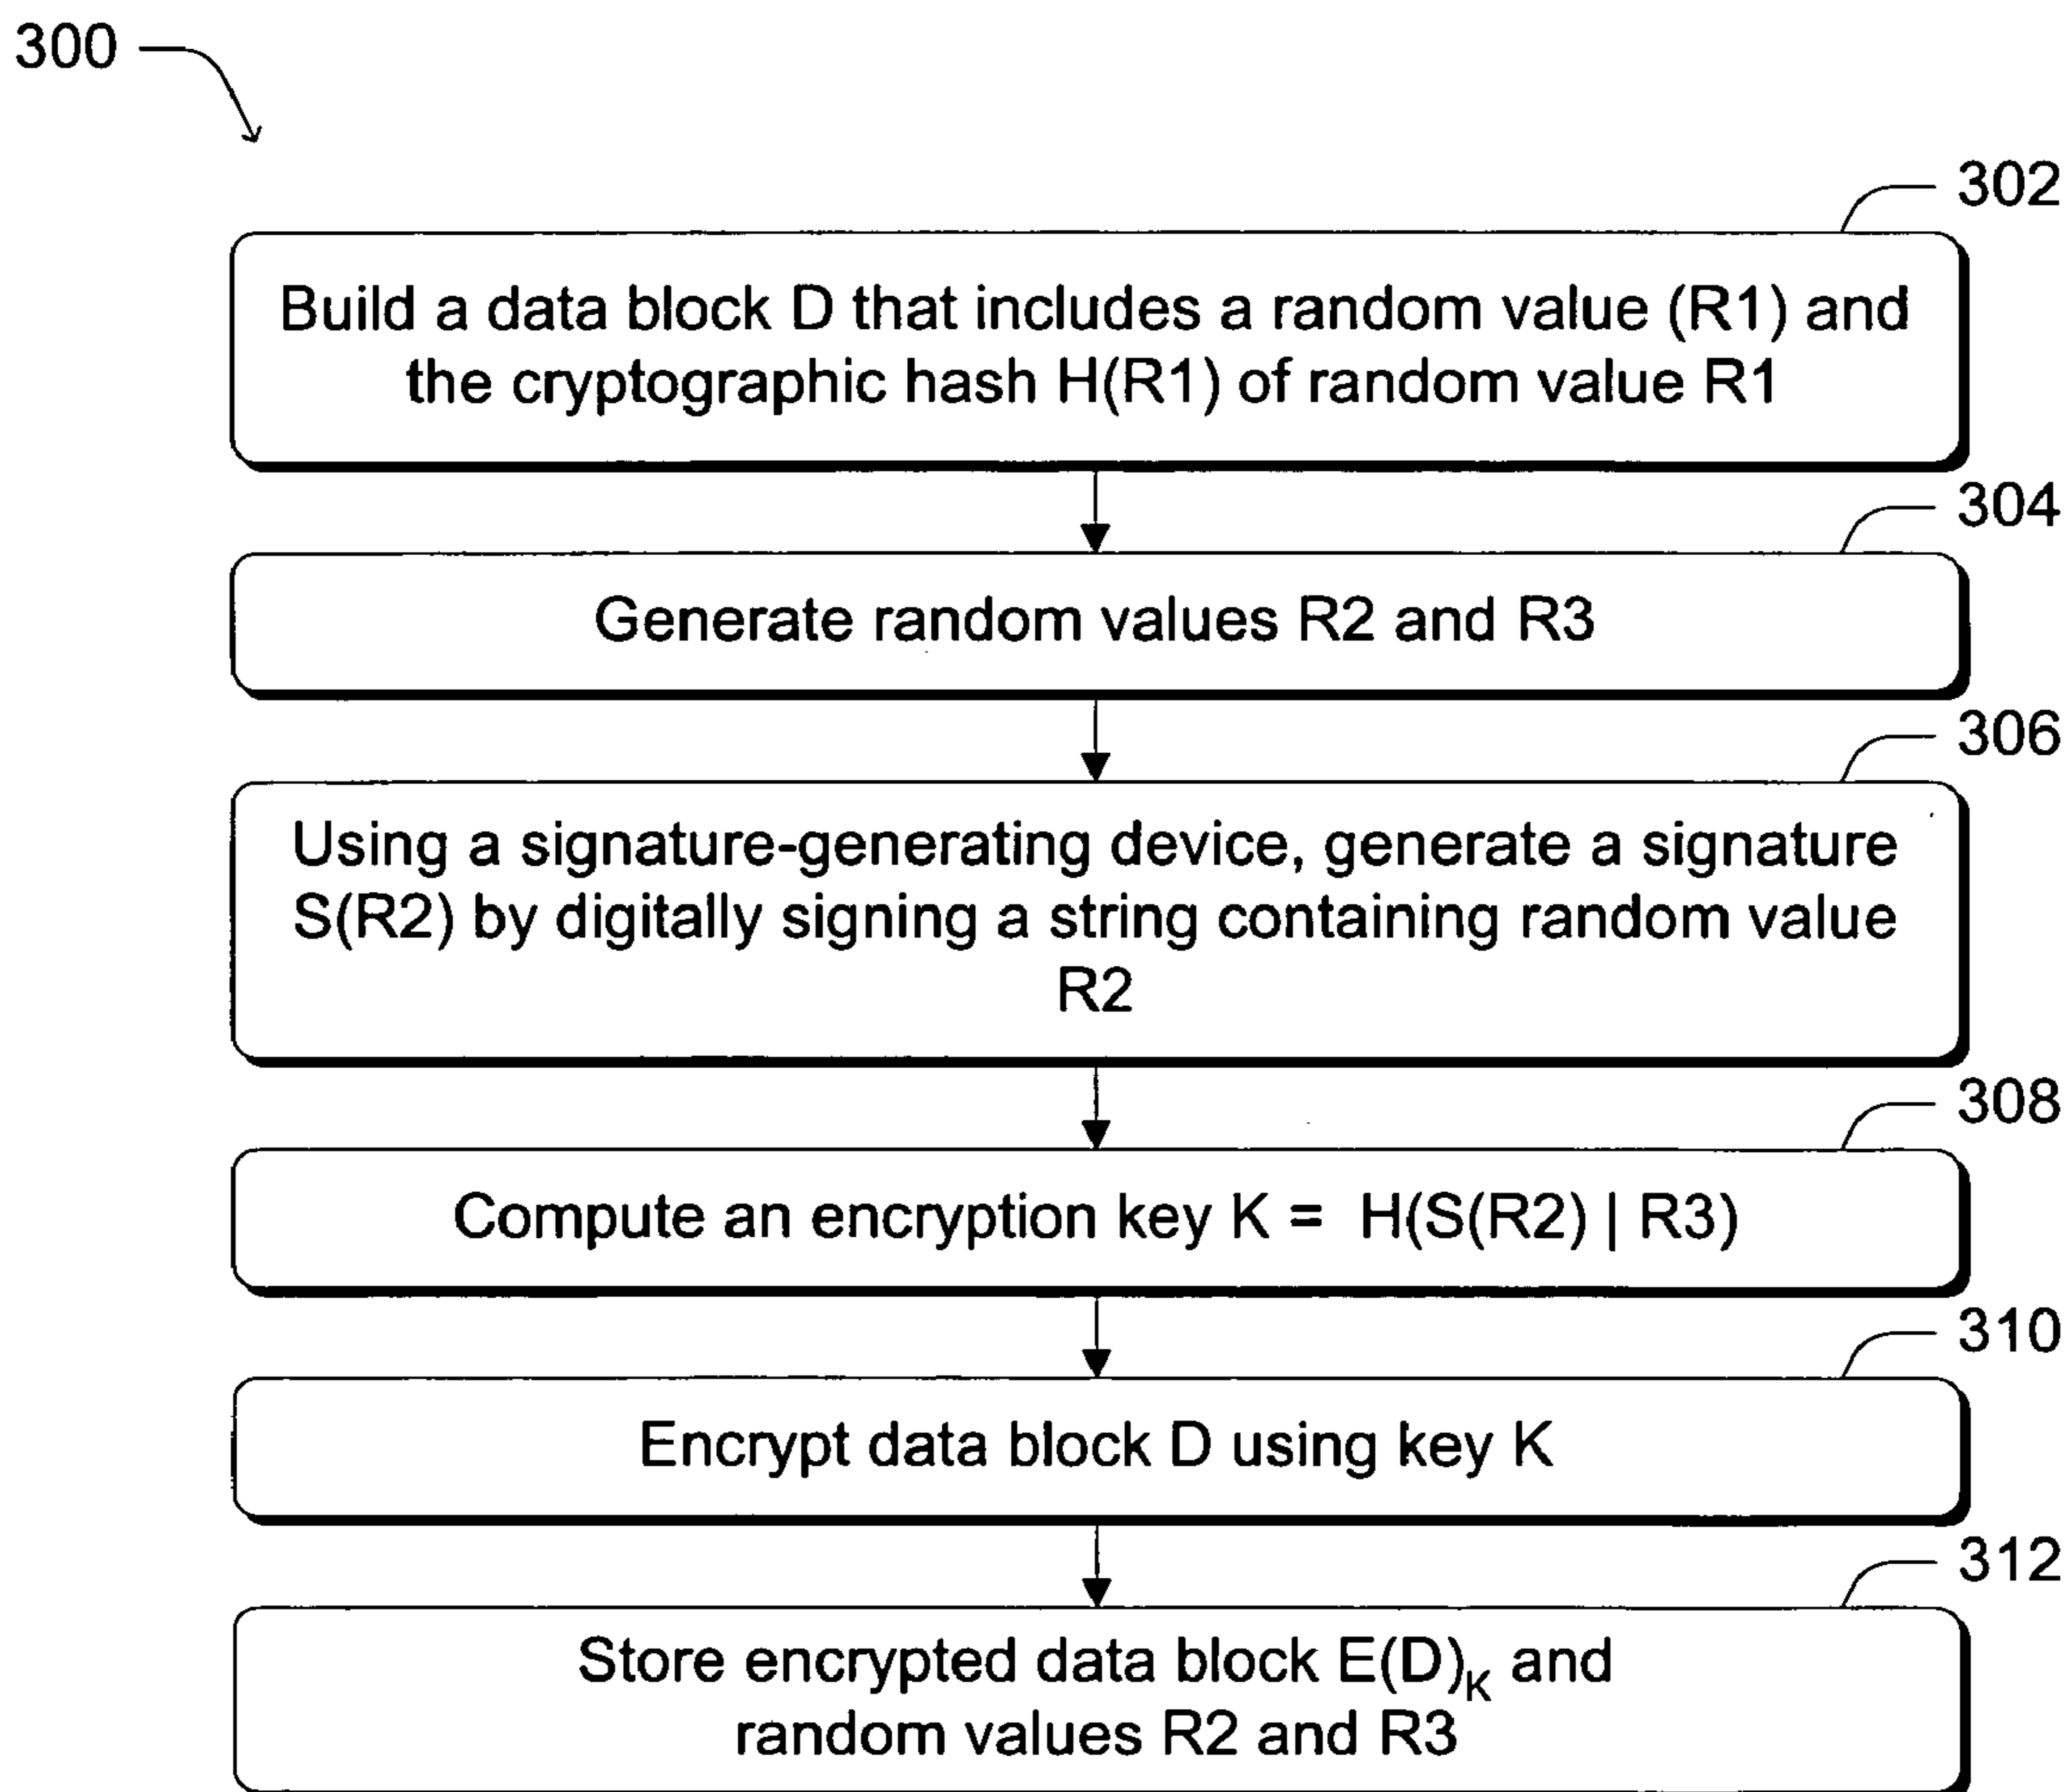 300
302
Build a data block D that includes a random value (R1) and
the cryptographic hash H(R1) of random value R1
304
Generate random values R2 and R3
306
Using a signature-generating device, generate a signature
S(R2) by digitally signing a string containing random value
R2
308
Compute an encryption key K = H(S(R2) | R3)
310
Encrypt data block D using key K
312
Store encrypted data block E(D)K and
random values R2 and R3